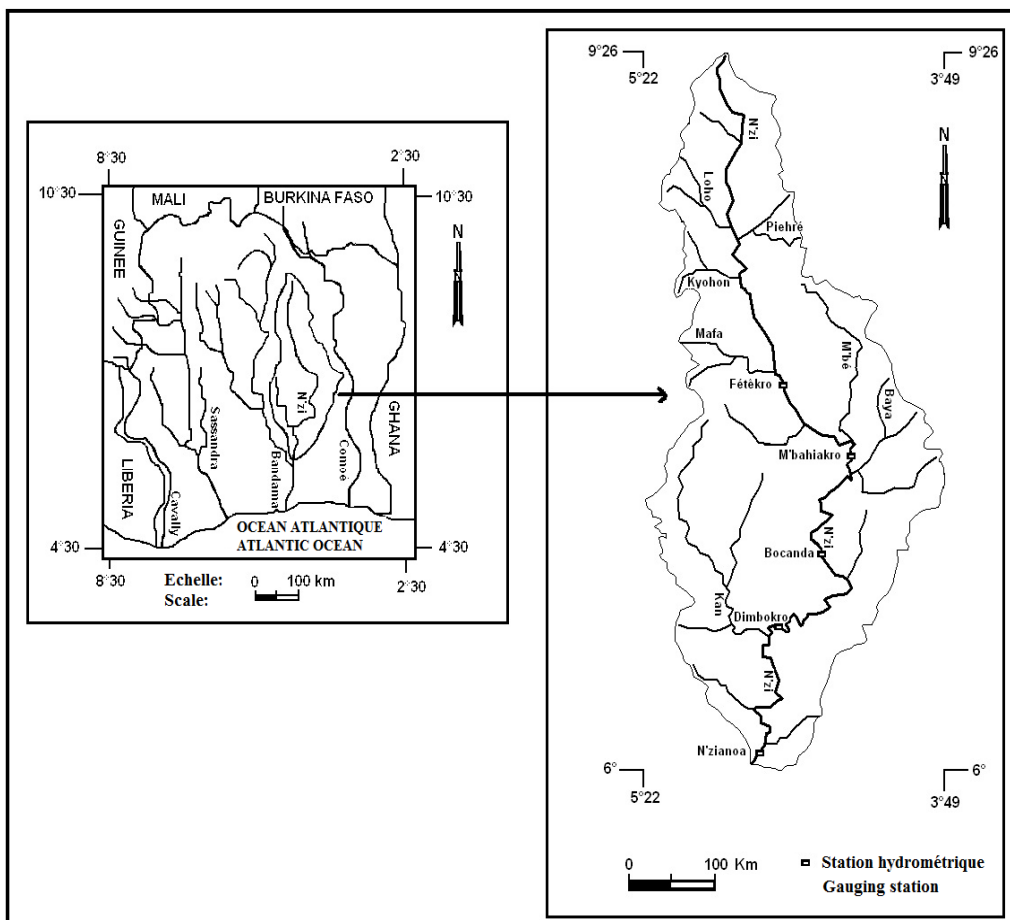 8°30
2°30
10°30
10°30
MALI
BURKINA FASO
GUINEE
N
N
N'zi
GHANA
Sassandra
Bandama
Comoé
LIBERIA
Cavally
OCEAN ATLANTIQUE
ATLANTIC OCEAN
4°30
4°30
8°30
2°30
Echelle:
Scale:
0 100 km
9°26
9°26
5°22
3°49
N
N
N'zi
Loho
Piehré
Kyohon
Mafa
M'bé
Fétèkro
Baya
M'bahiakro
N'zi
Bocanda
Kan
Dimbokro
N'zi
N'zianoa
6°
6°
5°22
3°49
0 100 Km
Station hydrométrique
Gauging station